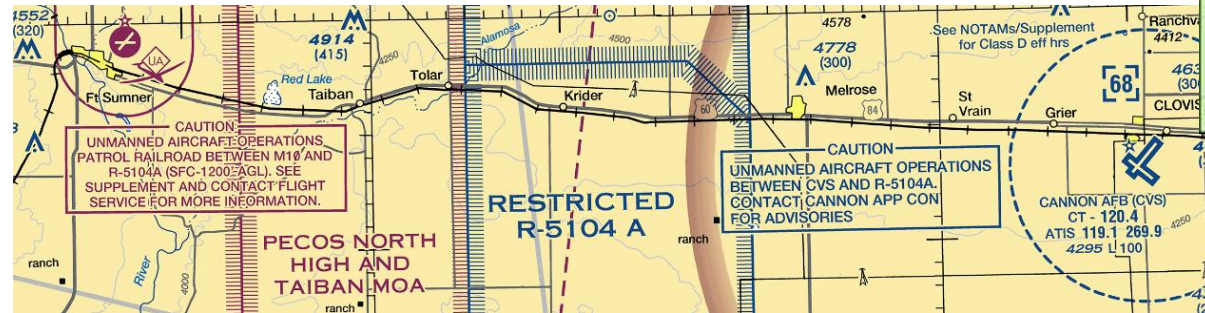 4552
(320)
UA
Ft Sumner
4914
(415)
4250
Red Lake
Taiban
Tolar
Alamosa
4500
Krider
4578
4778
(300)
Melrose
60
84
See NOTAMs/Supplement
for Class D eff hrs
Ranchv
4412
68
CLOVIS
St
Vrain
Grier
CAUTION
UNMANNED AIRCRAFT OPERATIONS
PATROL RAILROAD BETWEEN M10 AND
R-5104A (SFC-1200' AGL). SEE
SUPPLEMENT AND CONTACT FLIGHT
SERVICE FOR MORE INFORMATION.
CAUTION
UNMANNED AIRCRAFT OPERATIONS
BETWEEN CVS AND R-5104A.
CONTACT CANNON APP CON
FOR ADVISORIES
RESTRICTED
R-5104 A
PECOS NORTH
HIGH AND
TAIBAN MOA
CANNON AFB (CVS)
CT - 120.4
ATIS 119.1 269.9
4295 L 100
4250
ranch
River
4000
ranch
ranch